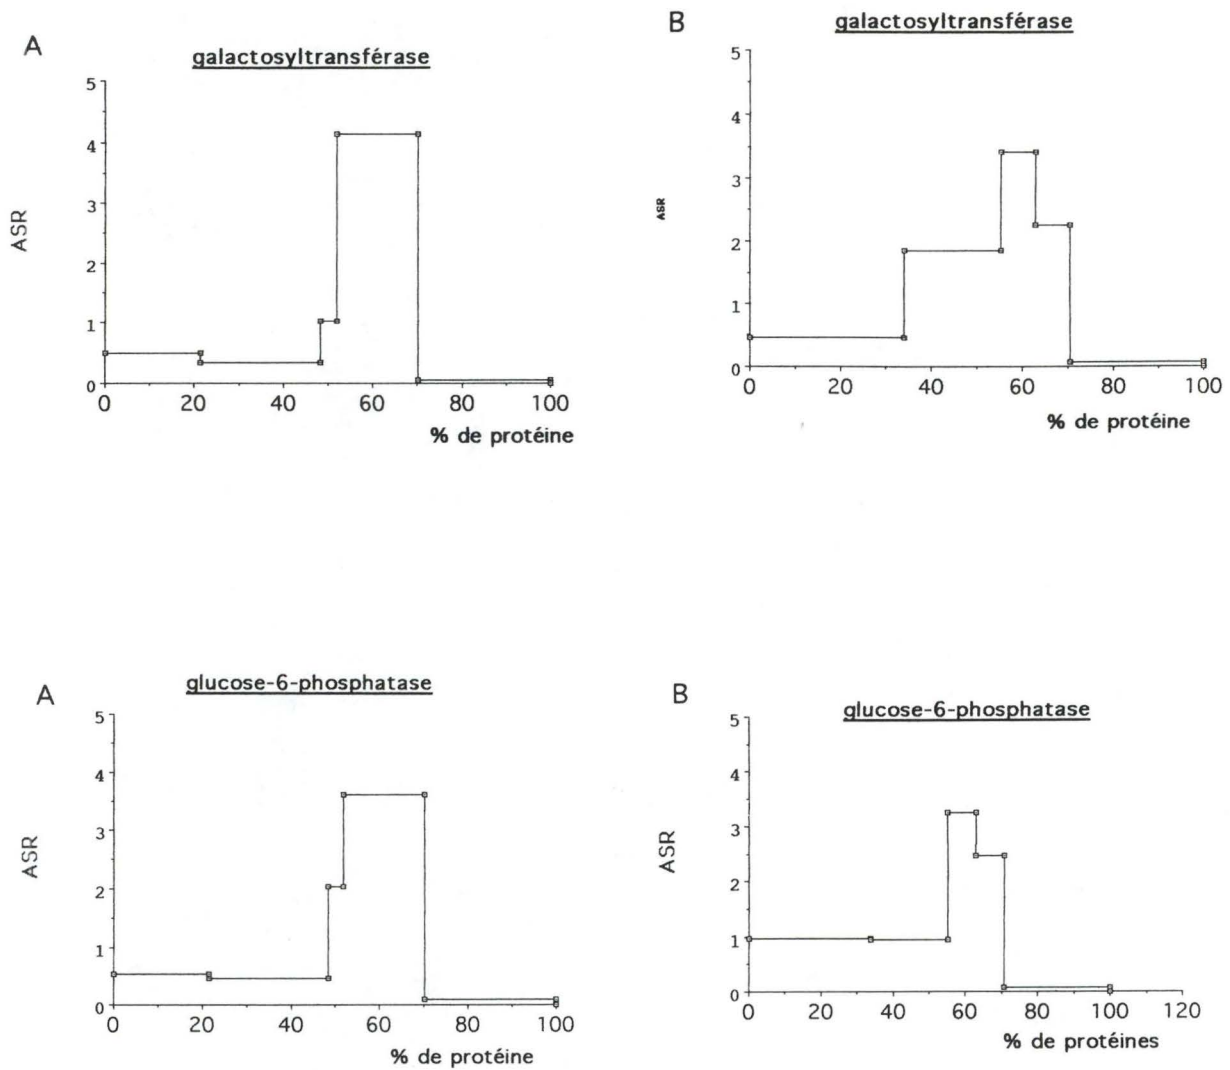 A
galactosyltransférase
5
4
3
2
1
0
ASR
0 20 40 60 80 100
% de protéine
B
galactosyltransférase
5
4
3
2
1
0
ASR
0 20 40 60 80 100
% de protéine
A
glucose-6-phosphatase
5
4
3
2
1
0
ASR
0 20 40 60 80 100
% de protéine
B
glucose-6-phosphatase
5
4
3
2
1
0
ASR
0 20 40 60 80 100 120
% de protéines